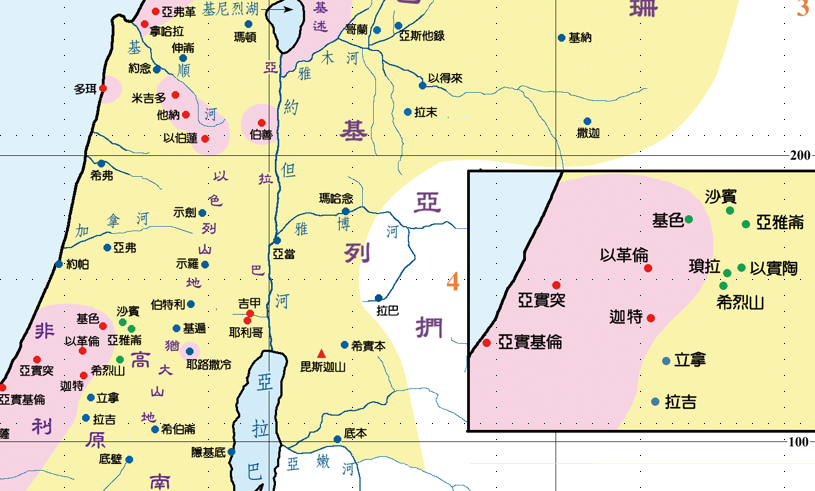 亞弗革
基尼烈湖
基述
巴
珊
3
拿哈拉
瑪頓
哥蘭
亞斯他錄
基納
基順河
伸崙
約念
亞拉巴
雅木河
多珥
米吉多
他納
以伯蓮
伯善
約但河
以得來
拉末
撒迦
基列
200
希弗
以色列山地
瑪哈念
亞捫
示劍
加拿河
雅博河
亞弗
亞當
約帕
示羅
4
拉巴
伯特利
吉甲
耶利哥
基色
沙賓
亞雅崙
基遍
非利
以革倫
高原
猶大山地
耶路撒冷
希實本
毘斯迦山
亞實突
希烈山
迦特
亞實基倫
立拿
拉吉
薩
希伯崙
隱基底
亞拉巴
底本
100
底璧
南
亞嫩河
沙賓
基色
亞雅崙
以革倫
瑣拉
以實陶
希烈山
亞實突
迦特
亞實基倫
立拿
拉吉